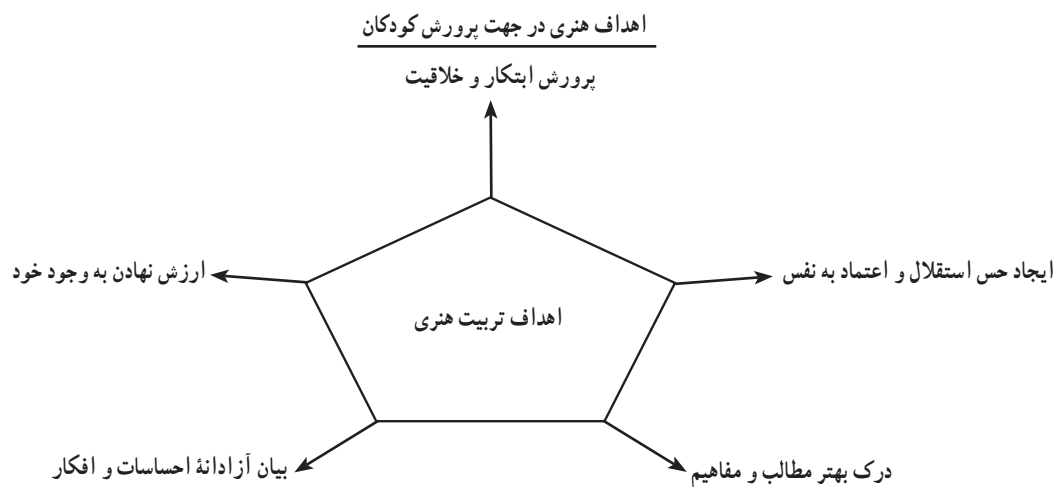 اهداف هنری در جهت پرورش کودکان
پرورش ابتکار و خلاقیت
ایجاد حس استقلال و اعتماد به نفس
ارزش نهادن به وجود خود
اهداف تربیت هنری
درک بهتر مطالب و مفاهیم
بیان آزادانهٔ احساسات و افکار